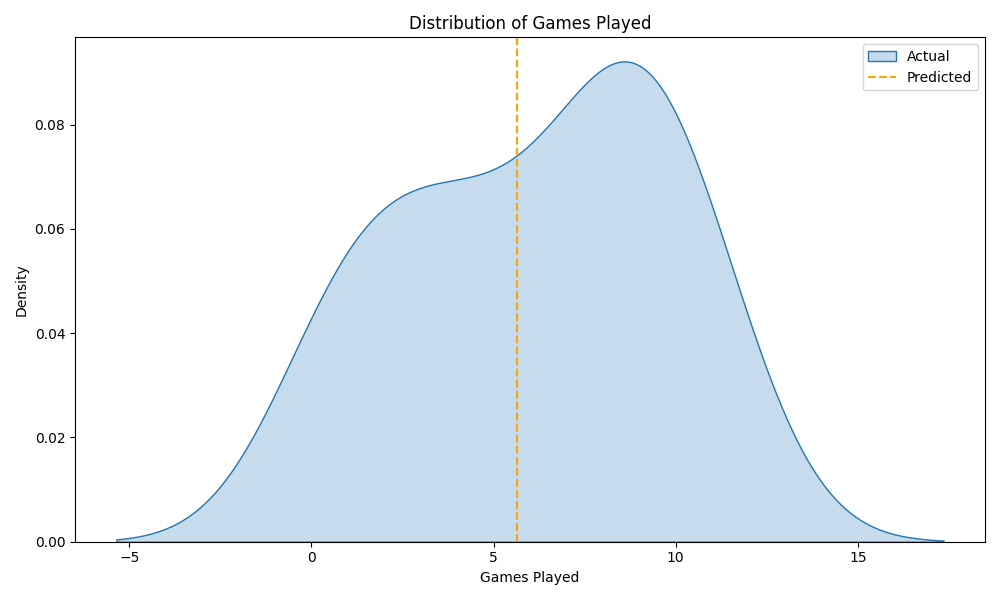 Distribution of Games Played
Actual
Predicted
0.08
0.06
0.04
0.02
0.00
Density
−5
0
5
10
15
Games Played